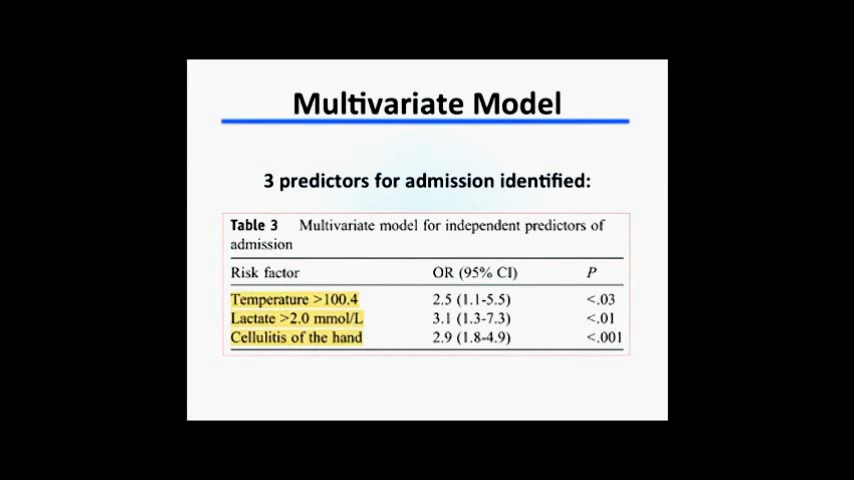 Multivariate Model
3 predictors for admission identified:
Table 3 Multivariate model for independent predictors of
admission
Risk factor OR (95% CI) P
Temperature >100.4 2.5 (1.1-5.5) <.03
Lactate >2.0 mmol/L 3.1 (1.3-7.3) <.01
Cellulitis of the hand 2.9 (1.8-4.9) <.001